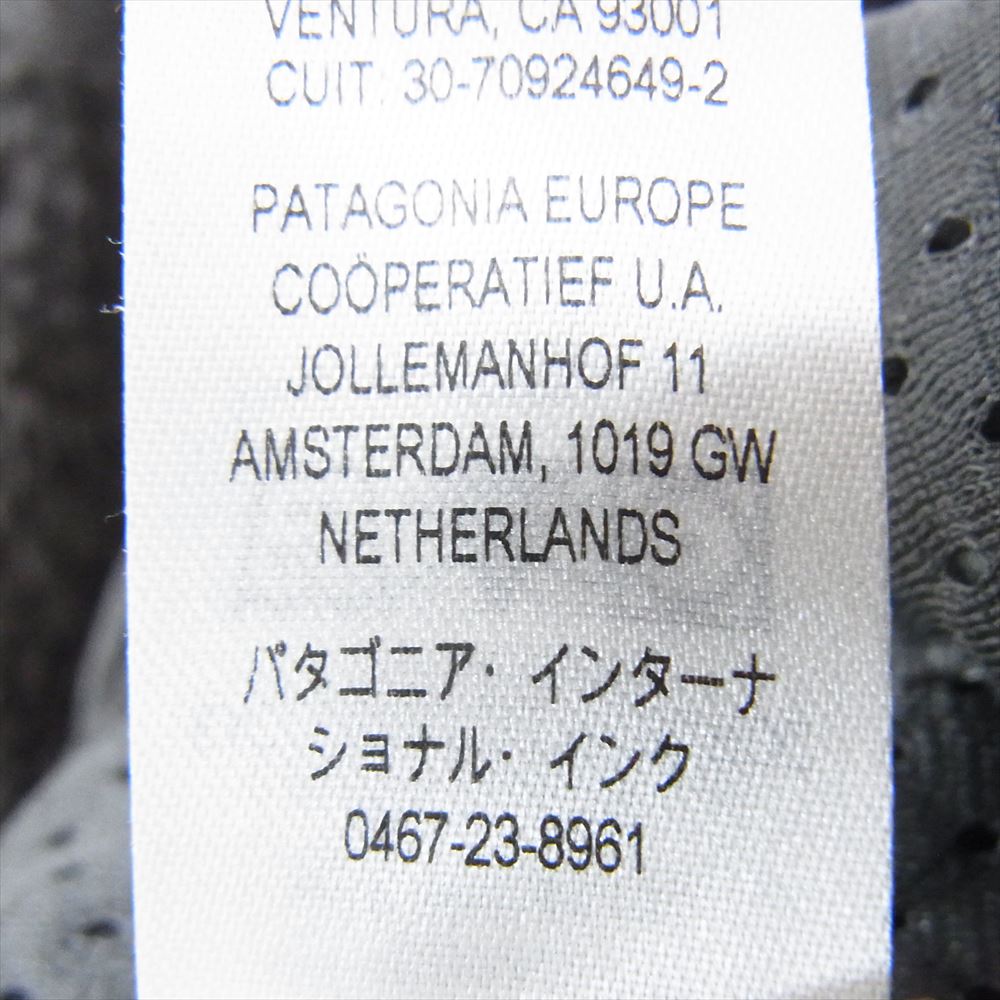 VENTURA, CA 93001
CUIT: 30-70924649-2
PATAGONIA EUROPE
COÖPERATIEF U.A.
JOLLEMANHOF 11
AMSTERDAM, 1019 GW
NETHERLANDS
パタゴニア・インターナ
ショナル・インク
0467-23-8961